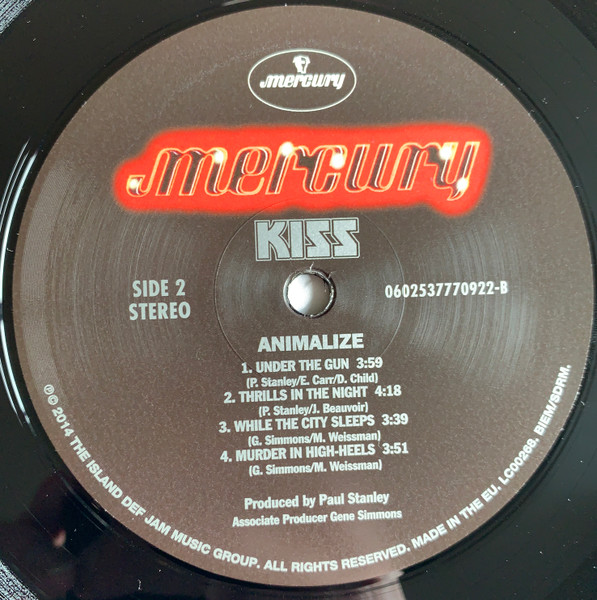 mercury
mercury
KISS
SIDE 2
STEREO
0602537770922-B
ANIMALIZE
1. UNDER THE GUN 3:59
(P. Stanley/E. Carr/D. Child)
2. THRILLS IN THE NIGHT 4:18
(P. Stanley/J. Beauvoir)
3. WHILE THE CITY SLEEPS 3:39
(G. Simmons/M. Weissman)
4. MURDER IN HIGH-HEELS 3:51
(G. Simmons/M. Weissman)
Produced by Paul Stanley
Associate Producer Gene Simmons
℗© 2014 THE ISLAND DEF JAM MUSIC GROUP. ALL RIGHTS RESERVED. MADE IN THE EU. LC00268. BIEM/SDRM.